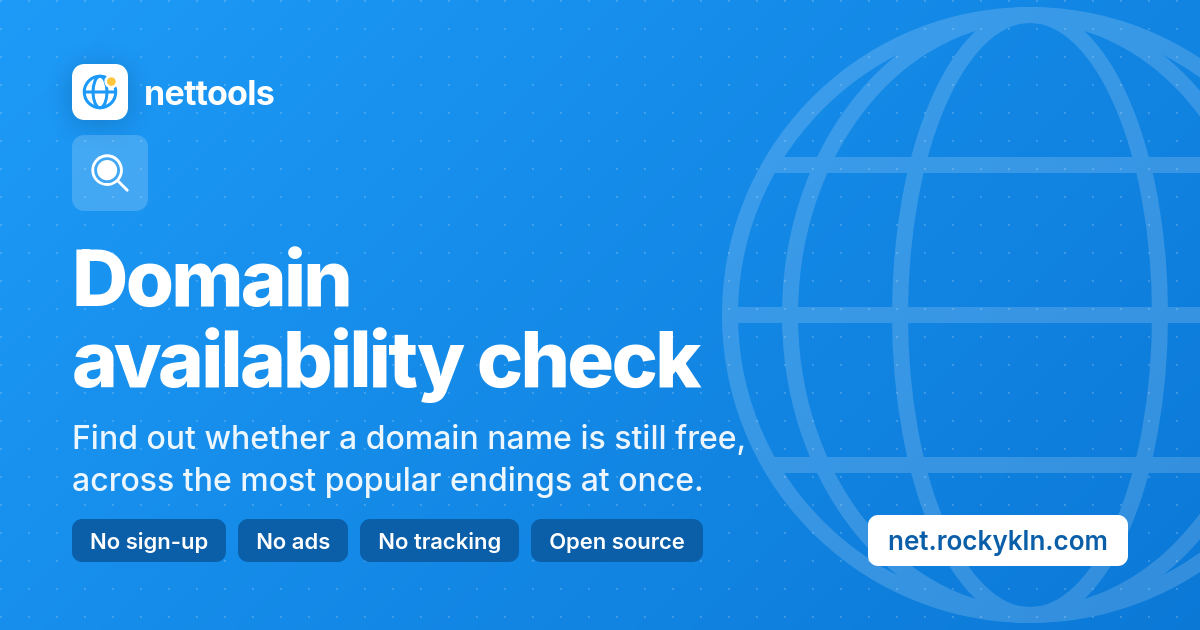 nettools
Domain
availability check
Find out whether a domain name is still free,
across the most popular endings at once.
No sign-up
No ads
No tracking
Open source
net.rockykln.com